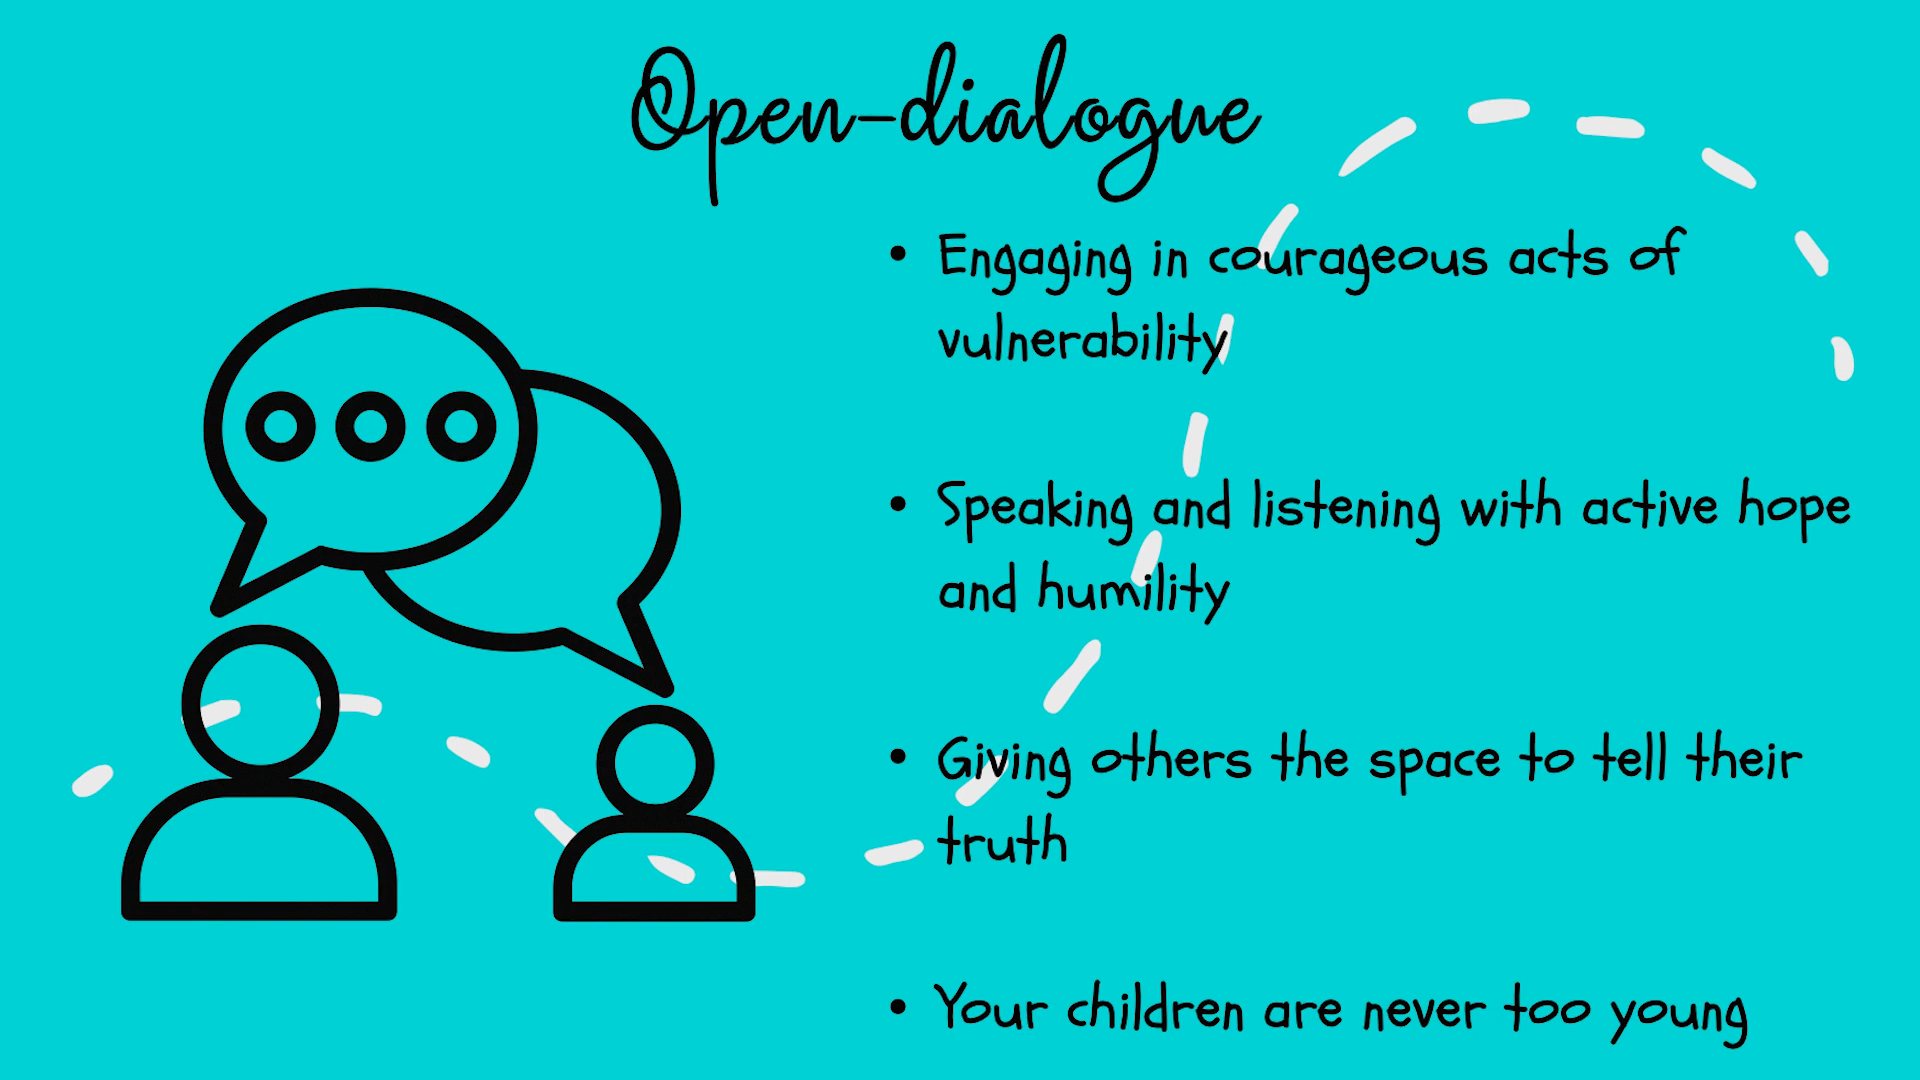 Open-dialogue
• Engaging in courageous acts of
vulnerability
• Speaking and listening with active hope
and humility
• Giving others the space to tell their
truth
• Your children are never too young